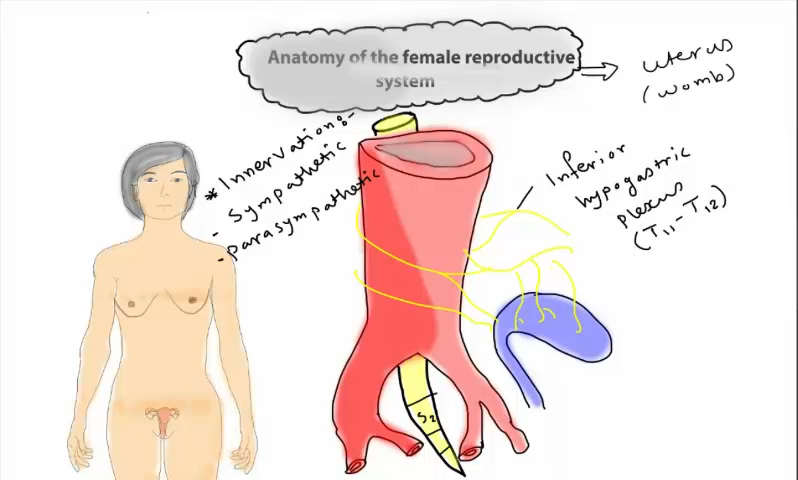 Anatomy of the female reproductive
system
uterus
(womb)
* Innervation:-
- Sympathetic
- Parasympathetic
Inferior
hypogastric
plexus
(T11-T12)
S2